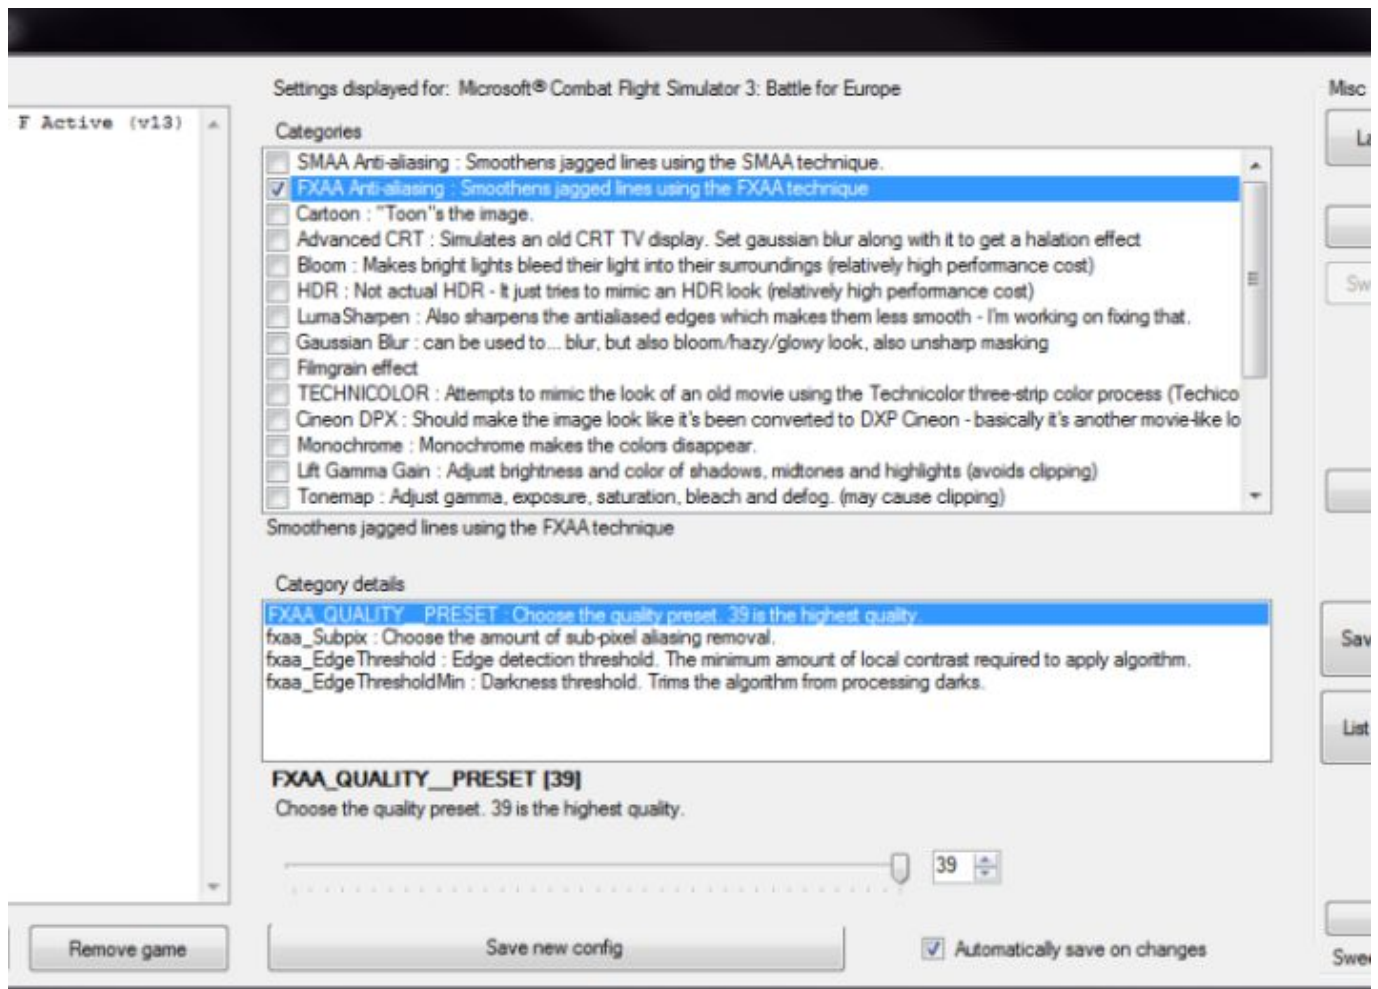 Settings displayed for: Microsoft® Combat Flight Simulator 3: Battle for Europe
Misc
F Active (v13)
Categories
SMAA Anti-aliasing : Smoothens jagged lines using the SMAA technique.
FXAA Anti-aliasing : Smoothens jagged lines using the FXAA technique
Cartoon : "Toon"s the image.
Advanced CRT : Simulates an old CRT TV display. Set gaussian blur along with it to get a halation effect
Bloom : Makes bright lights bleed their light into their surroundings (relatively high performance cost)
HDR : Not actual HDR - It just tries to mimic an HDR look (relatively high performance cost)
LumaSharpen : Also sharpens the antialiased edges which makes them less smooth - I'm working on fixing that.
Gaussian Blur : can be used to... blur, but also bloom/hazy/glowy look, also unsharp masking
Filmgrain effect
TECHNICOLOR : Attempts to mimic the look of an old movie using the Technicolor three-strip color process (Techico
Cineon DPX : Should make the image look like it's been converted to DXP Cineon - basically it's another movie-like lo
Monochrome : Monochrome makes the colors disappear.
Lift Gamma Gain : Adjust brightness and color of shadows, midtones and highlights (avoids clipping)
Tonemap : Adjust gamma, exposure, saturation, bleach and defog. (may cause clipping)
Smoothens jagged lines using the FXAA technique
La
Sw
Category details
FXAA_QUALITY__PRESET : Choose the quality preset. 39 is the highest quality.
fxaa_Subpix : Choose the amount of sub-pixel aliasing removal.
fxaa_EdgeThreshold : Edge detection threshold. The minimum amount of local contrast required to apply algorithm.
fxaa_EdgeThresholdMin : Darkness threshold. Trims the algorithm from processing darks.
Sav
List
FXAA_QUALITY__PRESET [39]
Choose the quality preset. 39 is the highest quality.
39
Remove game
Save new config
Automatically save on changes
Swee